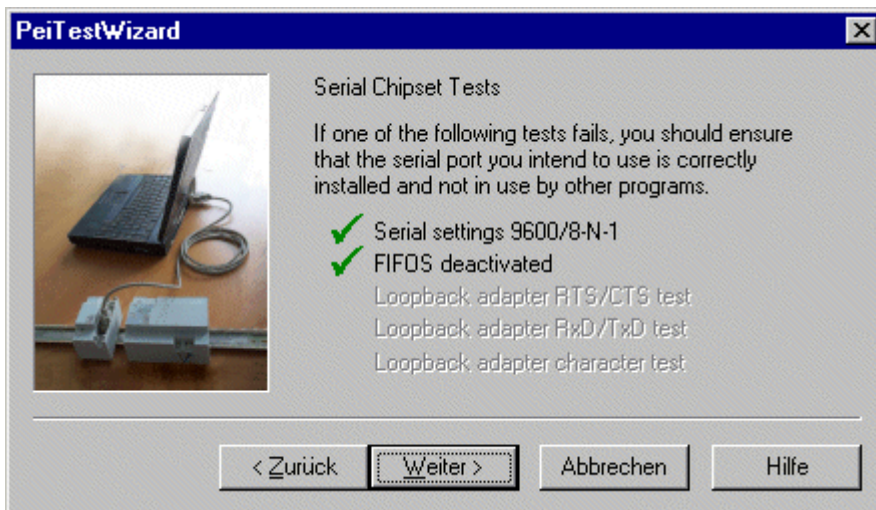 PeiTestWizard
Serial Chipset Tests
If one of the following tests fails, you should ensure
that the serial port you intend to use is correctly
installed and not in use by other programs.
Serial settings 9600/8-N-1
FIFOS deactivated
Loopback adapter RTS/CTS test
Loopback adapter RxD/TxD test
Loopback adapter character test
< Zurück
Weiter >
Abbrechen
Hilfe